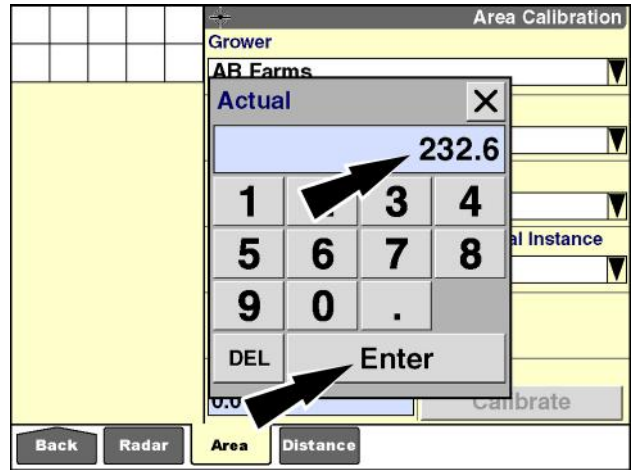 Area Calibration
Grower
AB Farms
Actual
232.6
1 3 4
5 6 7 8
9 0 .
al Instance
DEL Enter
0.0
Calibrate
Back Radar Area Distance